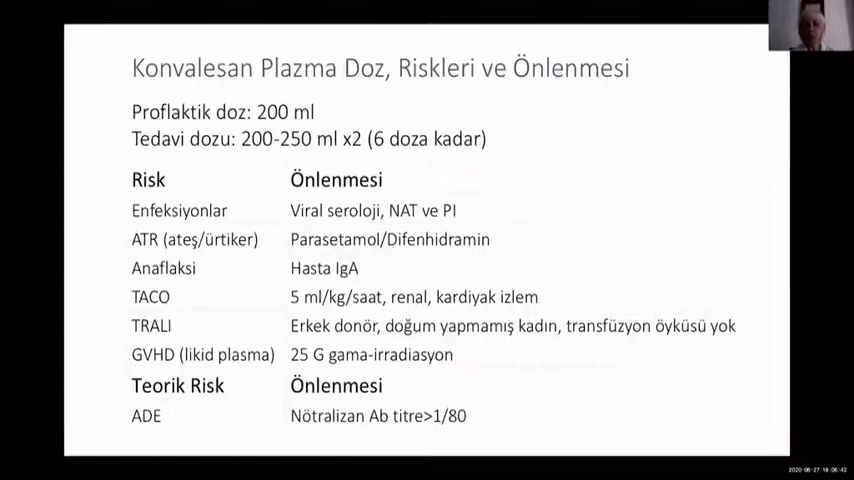 Konvalesan Plazma Doz, Riskleri ve Önlenmesi
Proflaktik doz: 200 ml
Tedavi dozu: 200-250 ml x2 (6 doza kadar)
Risk Önlenmesi
Enfeksiyonlar Viral seroloji, NAT ve PI
ATR (ateş/ürtiker) Parasetamol/Difenhidramin
Anaflaksi Hasta IgA
TACO 5 ml/kg/saat, renal, kardiyak izlem
TRALI Erkek donör, doğum yapmamış kadın, transfüzyon öyküsü yok
GVHD (likid plasma) 25 G gama-irradiasyon
Teorik Risk Önlenmesi
ADE Nötralizan Ab titre>1/80
2020-06-27 18:06:42